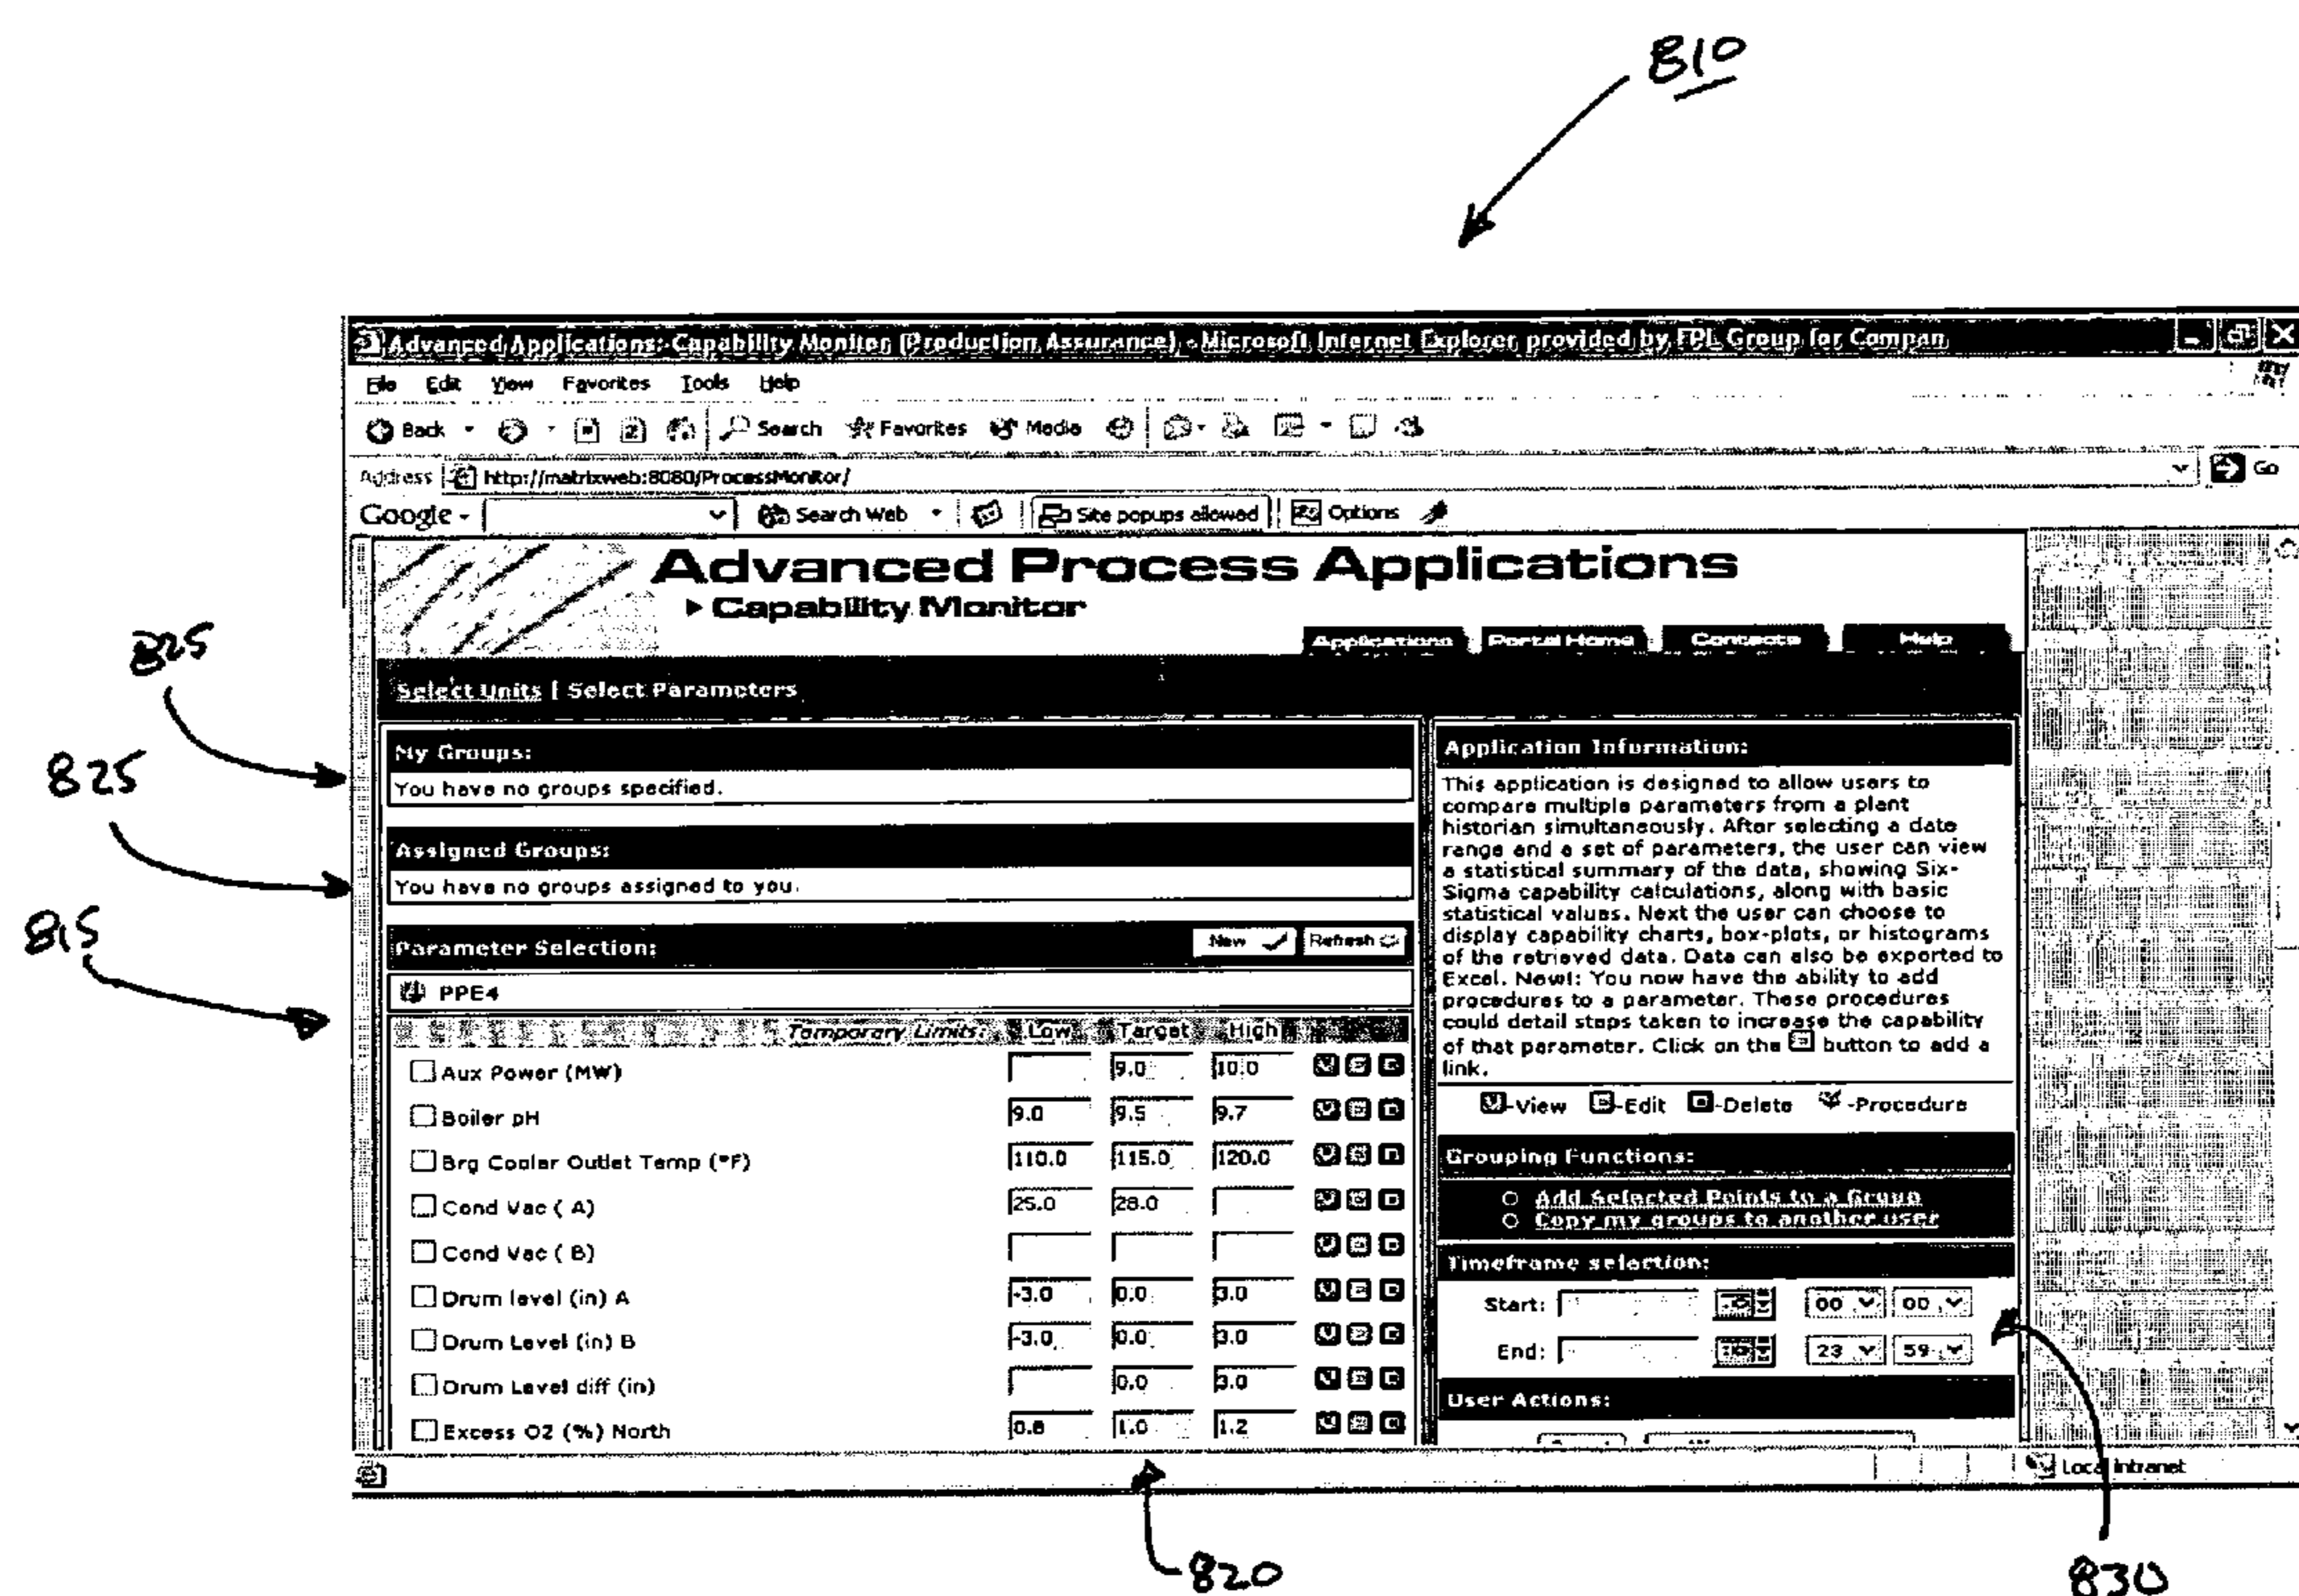 810
Advanced Applications: Capability Monitor (Production Assurance) - Microsoft Internet Explorer provided by FPL Group for Compan
File Edit View Favorites Tools Help
Back Search Favorites Media
Address http://matrixweb:8080/ProcessMonitor/ Go
Google Search Web Site popups allowed Options
Advanced Process Applications
Capability Monitor
Applications Portal Home Contacts Help
825
Select Units | Select Parameters
My Groups:
You have no groups specified.
825
Assigned Groups:
You have no groups assigned to you.
815
Parameter Selection: New Refresh
PPE4
Temporary Limits: Low Target High
Aux Power (MW) 9.0 10.0 V E D
Boiler pH 9.0 9.5 9.7 V E D
Brg Cooler Outlet Temp (°F) 110.0 115.0 120.0 V E D
Cond Vac ( A) 25.0 28.0 V E D
Cond Vac ( B) V E D
Drum level (in) A -3.0 0.0 3.0 V E D
Drum Level (in) B -3.0 0.0 3.0 V E D
Drum Level diff (in) 0.0 3.0 V E D
Excess O2 (%) North 0.8 1.0 1.2 V E D
Application Information:
This application is designed to allow users to
compare multiple parameters from a plant
historian simultaneously. After selecting a date
range and a set of parameters, the user can view
a statistical summary of the data, showing Six-
Sigma capability calculations, along with basic
statistical values. Next the user can choose to
display capability charts, box-plots, or histograms
of the retrieved data. Data can also be exported to
Excel. New!: You now have the ability to add
procedures to a parameter. These procedures
could detail steps taken to increase the capability
of that parameter. Click on the E button to add a
link.
V-View E-Edit D-Delete -Procedure
Grouping Functions:
Add Selected Points to a Group
Copy my groups to another user
Timeframe selection:
Start: 00 00
End: 23 59
User Actions:
Local intranet
820
830